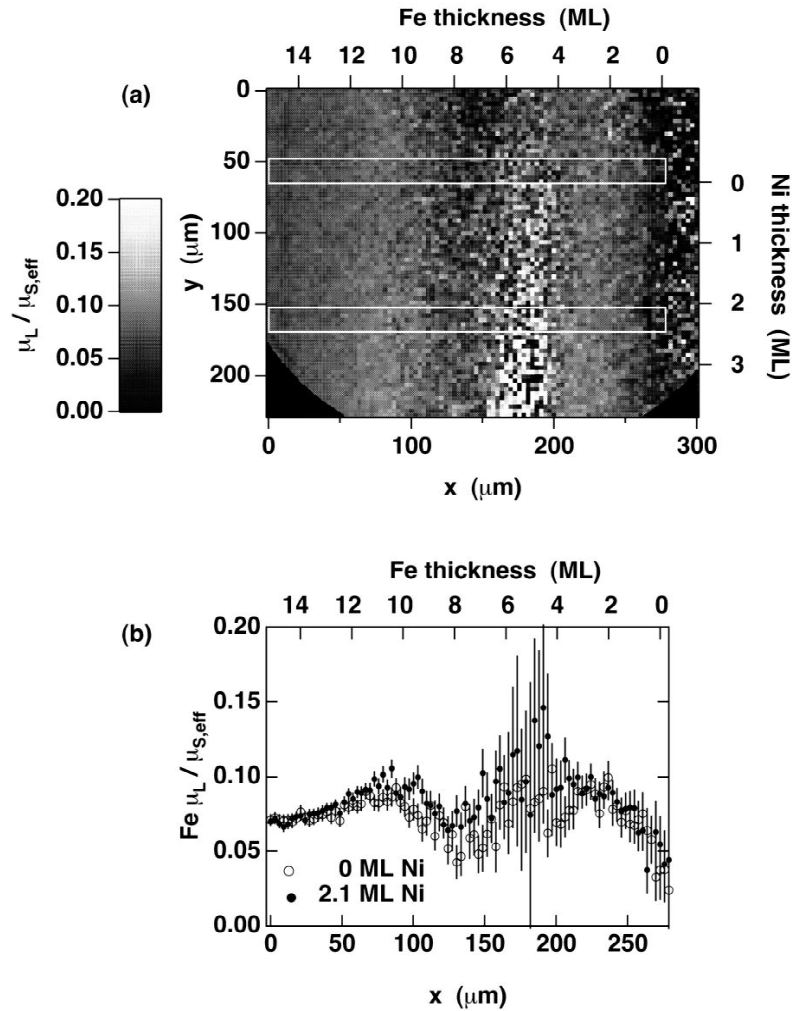 Fe thickness (ML)
14 12 10 8 6 4 2 0
(a)
0
50
100
150
200
y (μm)
0
1
2
3
Ni thickness (ML)
0.20
0.15
0.10
0.05
0.00
μL / μS,eff
0 100 200 300
x (μm)
Fe thickness (ML)
14 12 10 8 6 4 2 0
(b)
0.20
0.15
0.10
0.05
0.00
Fe μL / μS,eff
0 ML Ni
2.1 ML Ni
0 50 100 150 200 250
x (μm)